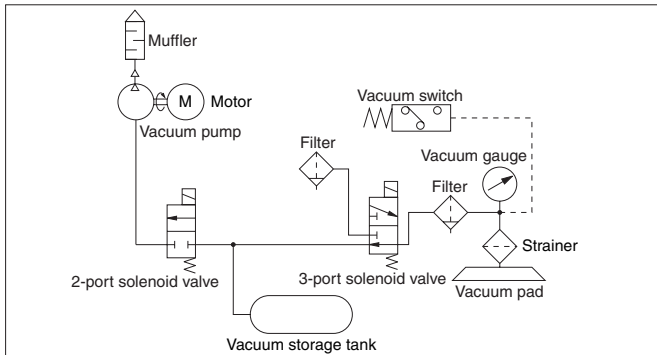 Muffler
M
Motor
Vacuum pump
Vacuum switch
Filter
Vacuum gauge
Filter
Strainer
2-port solenoid valve
3-port solenoid valve
Vacuum pad
Vacuum storage tank